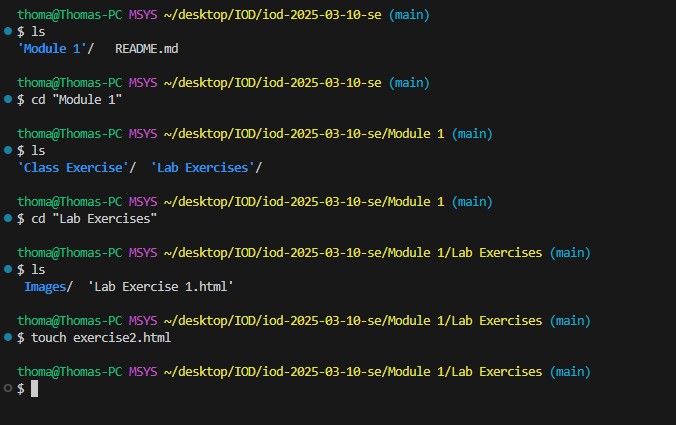 thoma@Thomas-PC MSYS ~/desktop/IOD/iod-2025-03-10-se (main)
$ ls
'Module 1'/   README.md
thoma@Thomas-PC MSYS ~/desktop/IOD/iod-2025-03-10-se (main)
$ cd "Module 1"
thoma@Thomas-PC MSYS ~/desktop/IOD/iod-2025-03-10-se/Module 1 (main)
$ ls
'Class Exercise'/  'Lab Exercises'/
thoma@Thomas-PC MSYS ~/desktop/IOD/iod-2025-03-10-se/Module 1 (main)
$ cd "Lab Exercises"
thoma@Thomas-PC MSYS ~/desktop/IOD/iod-2025-03-10-se/Module 1/Lab Exercises (main)
$ ls
Images/  'Lab Exercise 1.html'
thoma@Thomas-PC MSYS ~/desktop/IOD/iod-2025-03-10-se/Module 1/Lab Exercises (main)
$ touch exercise2.html
thoma@Thomas-PC MSYS ~/desktop/IOD/iod-2025-03-10-se/Module 1/Lab Exercises (main)
$